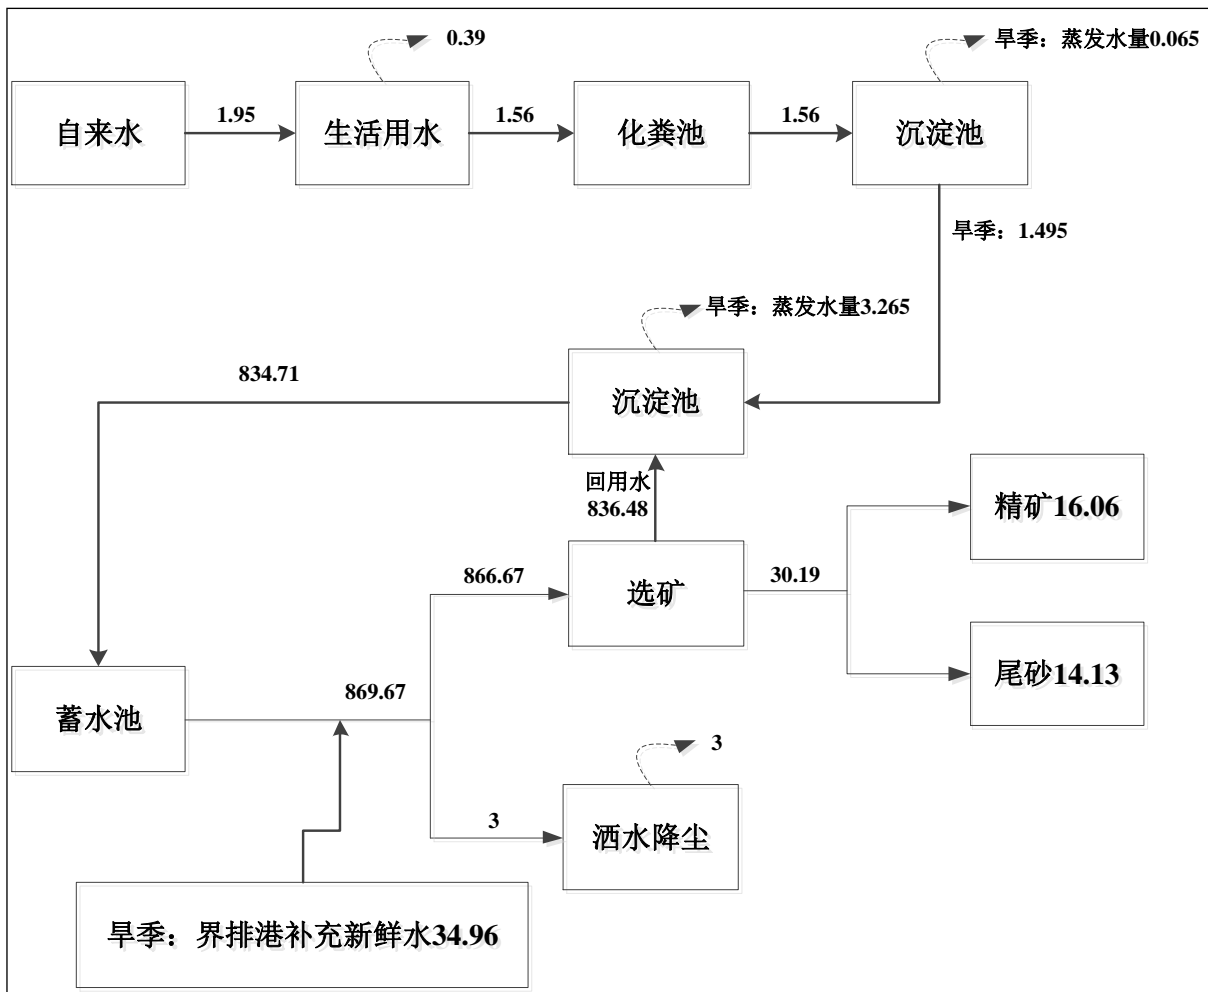 0.39
旱季：蒸发水量0.065
自来水
1.95
生活用水
1.56
化粪池
1.56
沉淀池
旱季：1.495
旱季：蒸发水量3.265
834.71
沉淀池
回用水
836.48
精矿16.06
866.67
选矿
30.19
尾砂14.13
869.67
蓄水池
3
3
洒水降尘
旱季：界排港补充新鲜水34.96